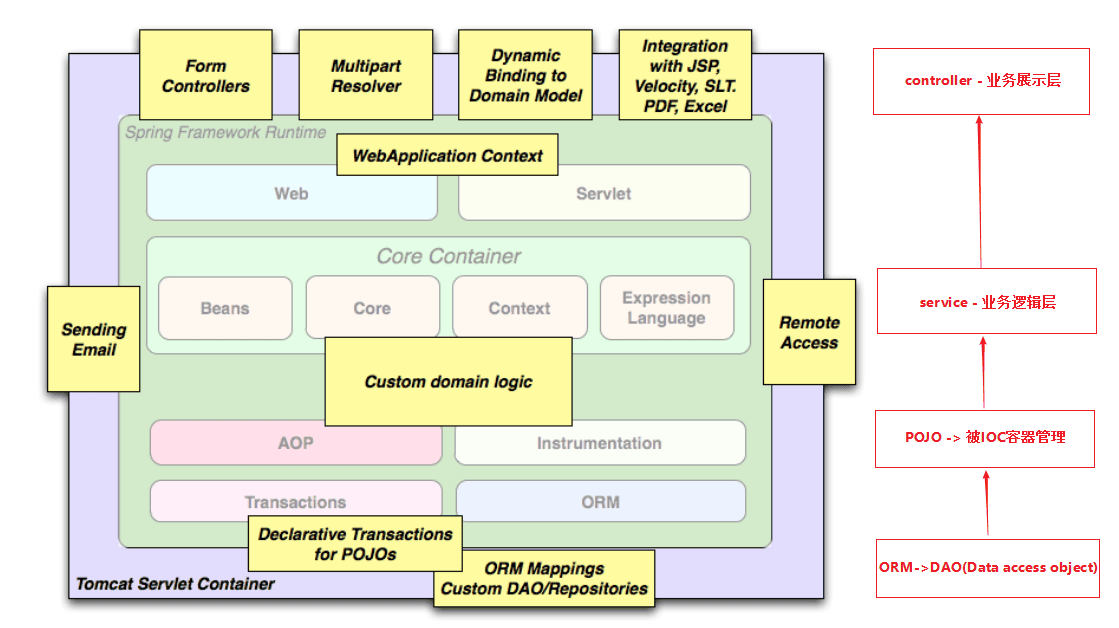 Form
Controllers
Multipart
Resolver
Dynamic
Binding to
Domain Model
Integration
with JSP,
Velocity, SLT.
PDF, Excel
Spring Framework Runtime
WebApplication Context
Web
Servlet
Core Container
Beans
Core
Context
Expression
Language
Sending
Email
Custom domain logic
Remote
Access
AOP
Instrumentation
Transactions
ORM
Declarative Transactions
for POJOs
ORM Mappings
Custom DAO/Repositories
Tomcat Servlet Container
controller - 业务展示层
service - 业务逻辑层
POJO -> 被IOC容器管理
ORM->DAO(Data access object)